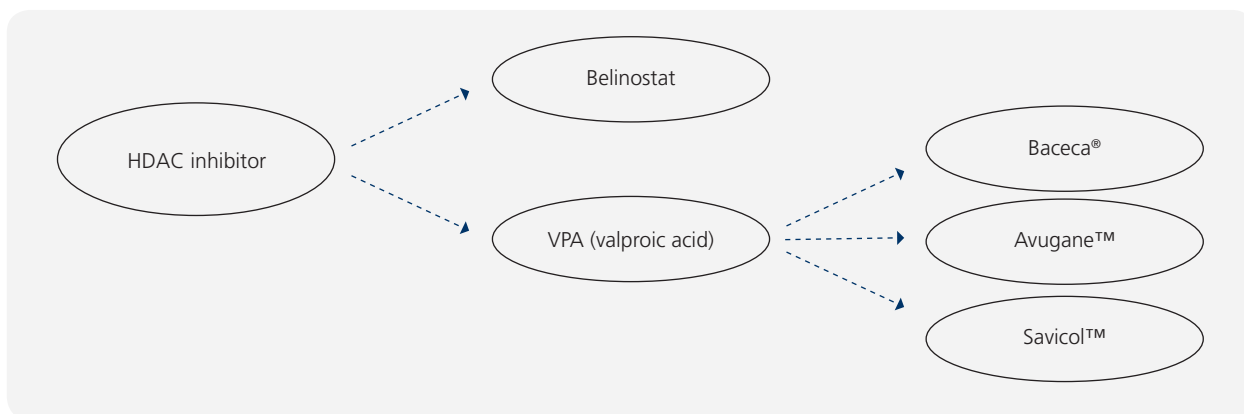 Belinostat
HDAC inhibitor
Baceca®
VPA (valproic acid)
Avugane™
Savicol™